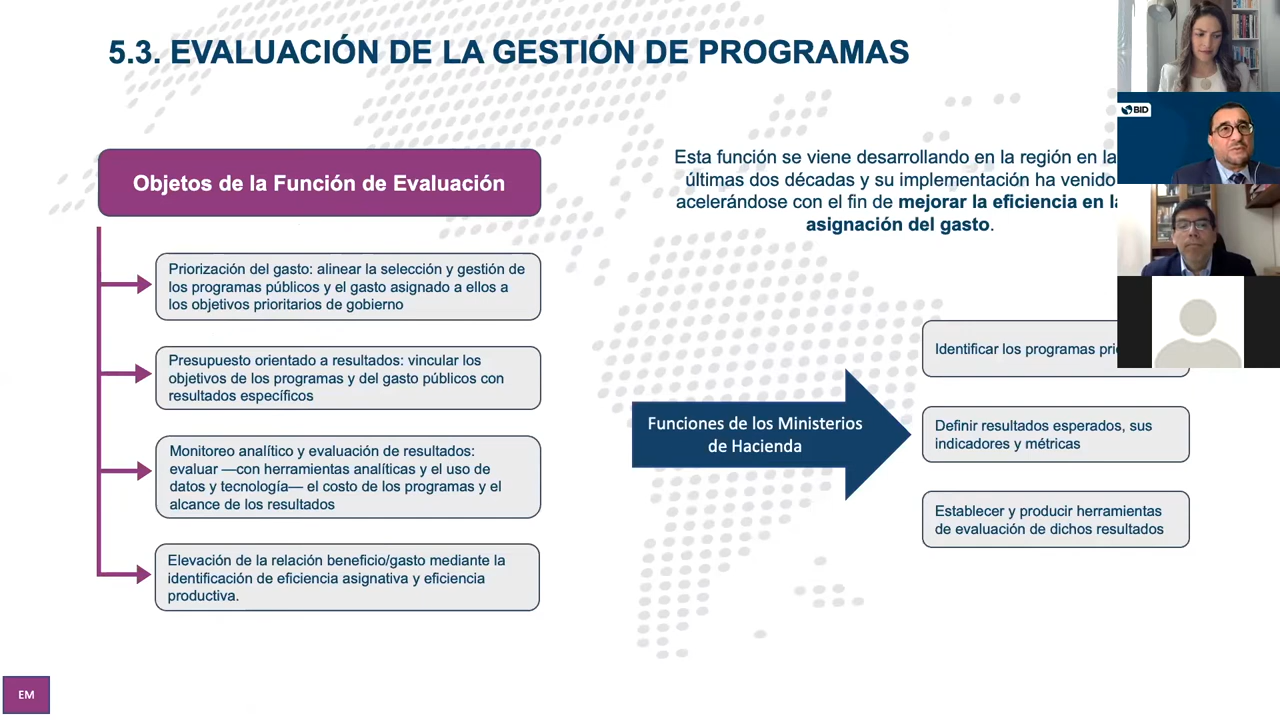 5.3. EVALUACIÓN DE LA GESTIÓN DE PROGRAMAS
Objetos de la Función de Evaluación
Priorización del gasto: alinear la selección y gestión de
los programas públicos y el gasto asignado a ellos a
los objetivos prioritarios de gobierno
Presupuesto orientado a resultados: vincular los
objetivos de los programas y del gasto públicos con
resultados específicos
Monitoreo analítico y evaluación de resultados:
evaluar —con herramientas analíticas y el uso de
datos y tecnología— el costo de los programas y el
alcance de los resultados
Elevación de la relación beneficio/gasto mediante la
identificación de eficiencia asignativa y eficiencia
productiva.
Esta función se viene desarrollando en la región en
últimas dos décadas y su implementación ha venido
acelerándose con el fin de mejorar la eficiencia en
asignación del gasto.
Funciones de los Ministerios
de Hacienda
Identificar los programas
Definir resultados esperados, sus
indicadores y métricas
Establecer y producir herramientas
de evaluación de dichos resultados
BID
EM